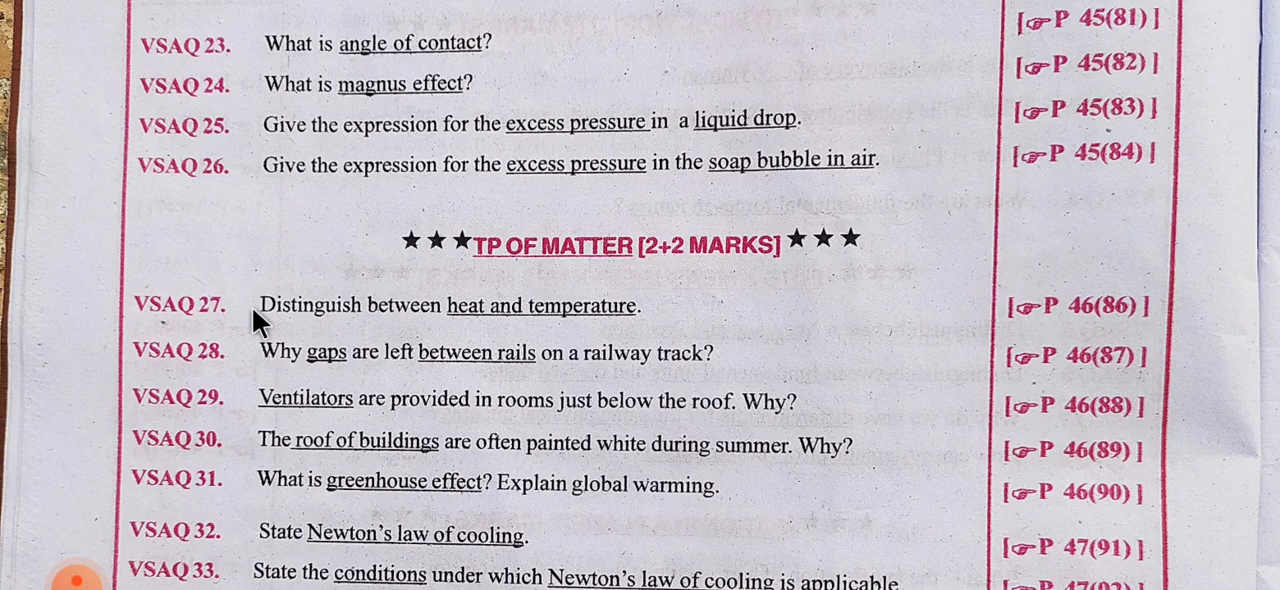 [☞P 45(81)]
VSAQ 23. What is angle of contact? [☞P 45(82)]
VSAQ 24. What is magnus effect? [☞P 45(83)]
VSAQ 25. Give the expression for the excess pressure in a liquid drop. [☞P 45(84)]
VSAQ 26. Give the expression for the excess pressure in the soap bubble in air.
★ ★ ★TP OF MATTER [2+2 MARKS] ★ ★ ★
VSAQ 27. Distinguish between heat and temperature. [☞P 46(86)]
VSAQ 28. Why gaps are left between rails on a railway track? [☞P 46(87)]
VSAQ 29. Ventilators are provided in rooms just below the roof. Why? [☞P 46(88)]
VSAQ 30. The roof of buildings are often painted white during summer. Why? [☞P 46(89)]
VSAQ 31. What is greenhouse effect? Explain global warming. [☞P 46(90)]
VSAQ 32. State Newton's law of cooling. [☞P 47(91)]
VSAQ 33. State the conditions under which Newton's law of cooling is applicable